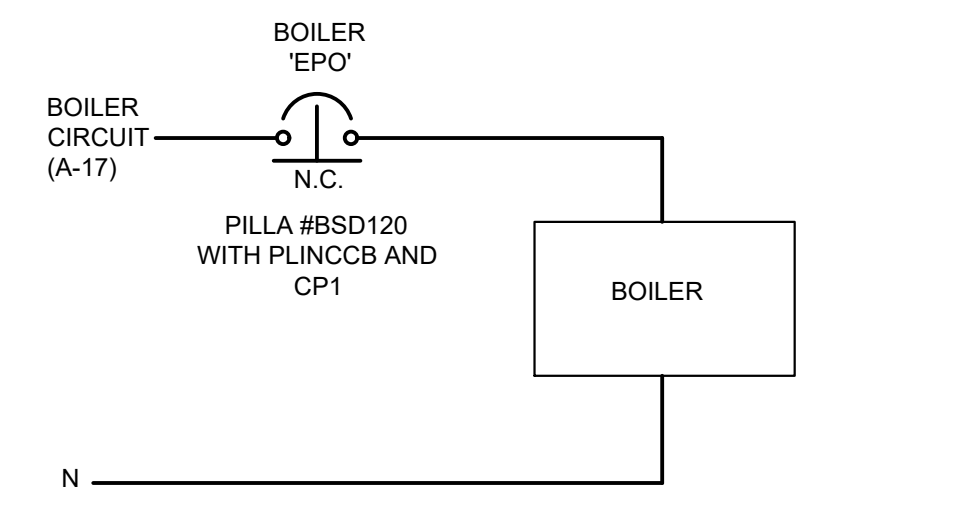 BOILER
'EPO'
BOILER
CIRCUIT
(A-17)
N.C.
PILLA #BSD120
WITH PLINCCB AND
CP1
BOILER
N